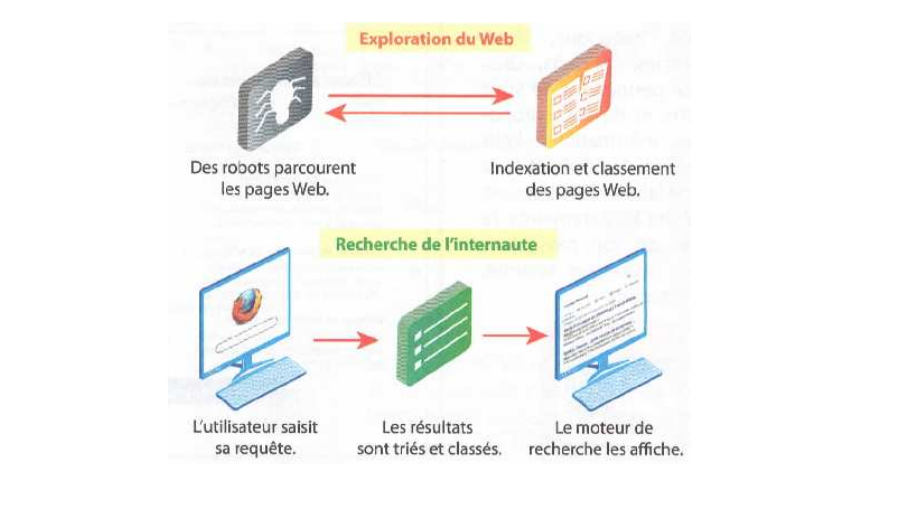 Exploration du Web
Des robots parcourent
les pages Web.
Indexation et classement
des pages Web.
Recherche de l'internaute
L'utilisateur saisit
sa requête.
Les résultats
sont triés et classés.
Le moteur de
recherche les affiche.